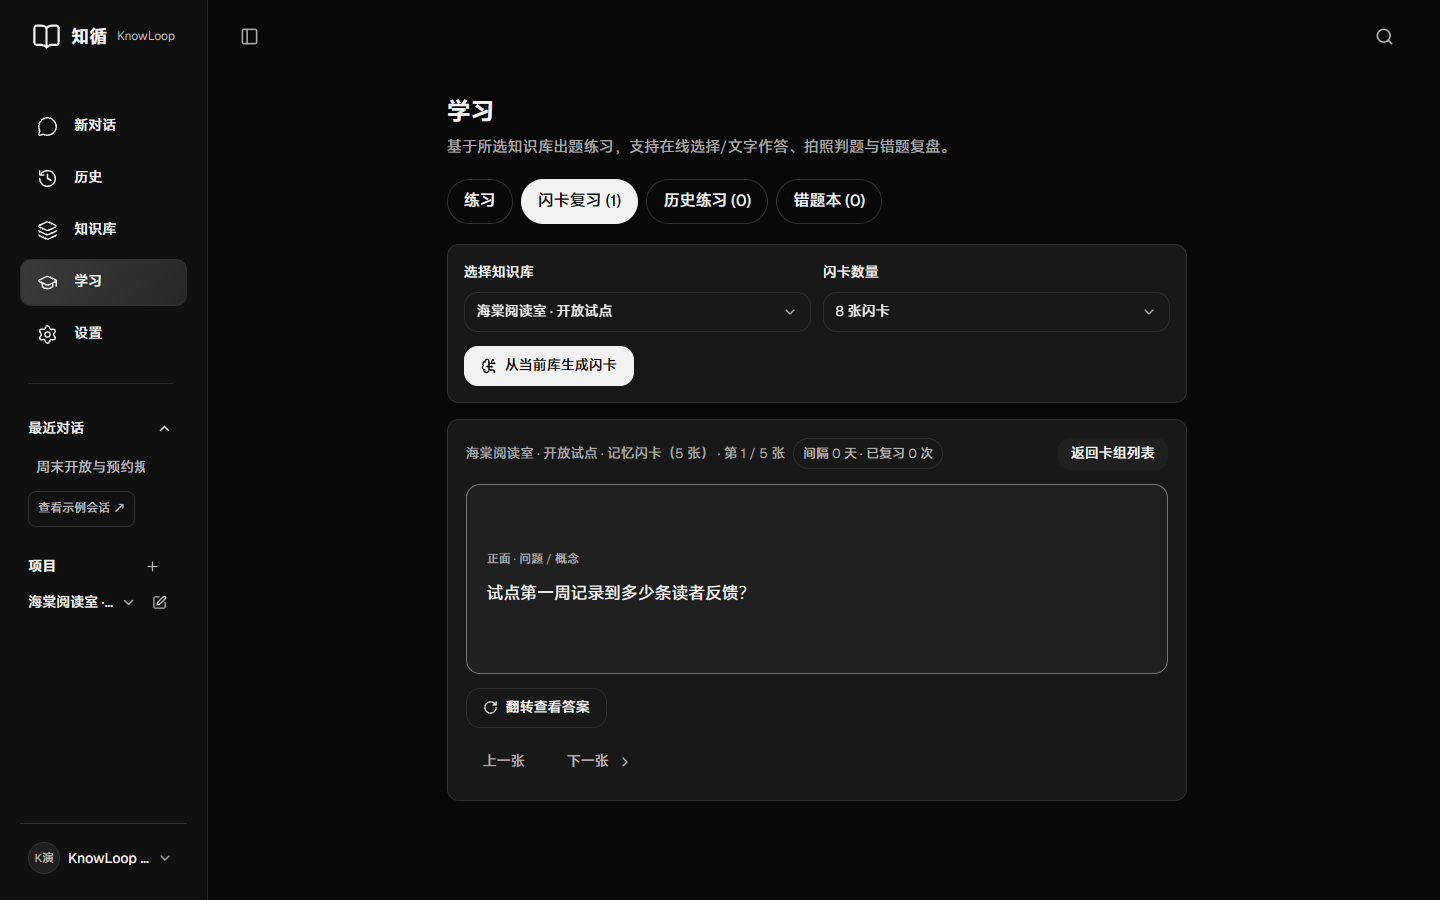 知循 KnowLoop
新对话
历史
知识库
学习
设置
最近对话
周末开放与预约规
查看示例会话 ↗
项目
海棠阅读室 ·...
K演 KnowLoop ...
学习
基于所选知识库出题练习，支持在线选择/文字作答、拍照判题与错题复盘。
练习 闪卡复习 (1) 历史练习 (0) 错题本 (0)
选择知识库 闪卡数量
海棠阅读室 · 开放试点 8 张闪卡
从当前库生成闪卡
海棠阅读室 · 开放试点 · 记忆闪卡（5 张） · 第 1 / 5 张 间隔 0 天 · 已复习 0 次 返回卡组列表
正面 · 问题 / 概念
试点第一周记录到多少条读者反馈？
翻转查看答案
上一张 下一张